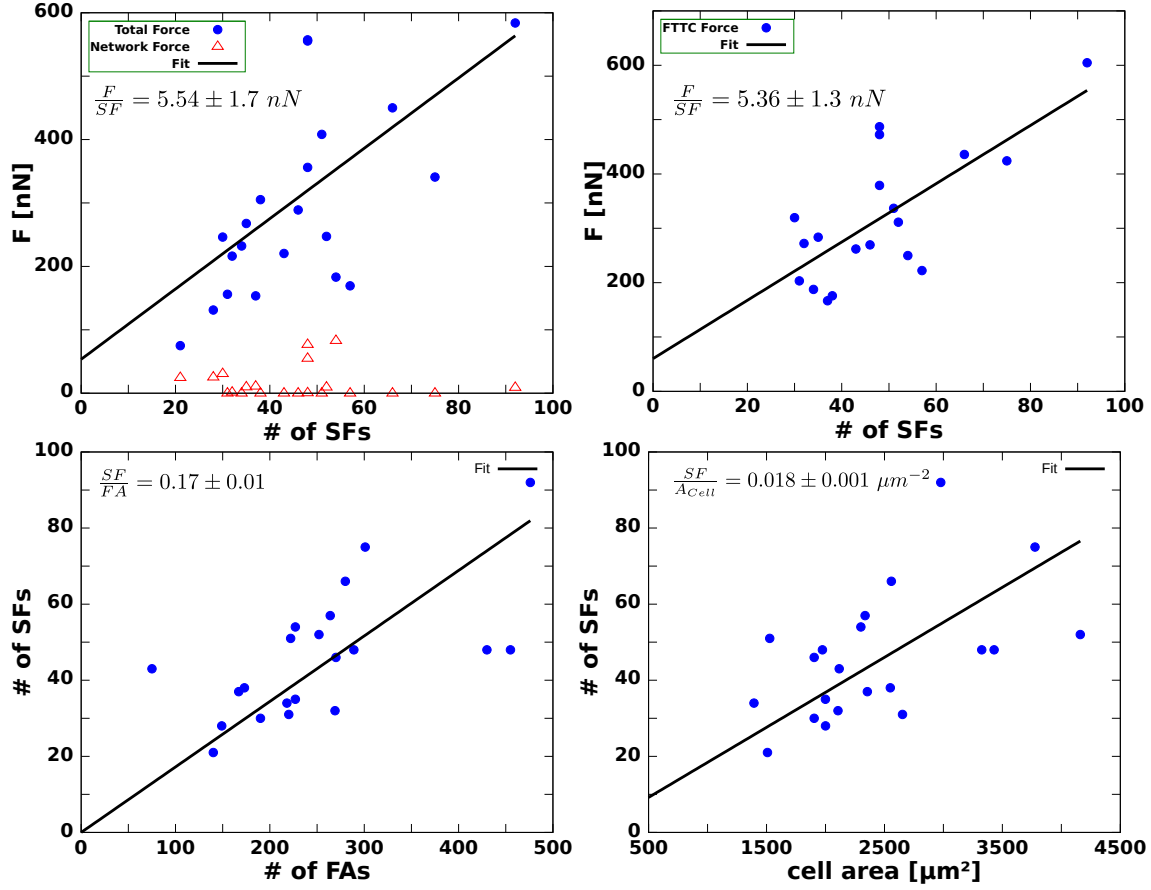 Total Force
Network Force
Fit
F/SF = 5.54 ± 1.7 nN
F [nN]
600
400
200
0
0 20 40 60 80 100
# of SFs
FTTC Force
Fit
F/SF = 5.36 ± 1.3 nN
F [nN]
600
400
200
0
0 20 40 60 80 100
# of SFs
Fit
SF/FA = 0.17 ± 0.01
# of SFs
100
80
60
40
20
0
0 100 200 300 400 500
# of FAs
Fit
SF/A_Cell = 0.018 ± 0.001 μm⁻²
# of SFs
100
80
60
40
20
0
500 1500 2500 3500 4500
cell area [µm²]